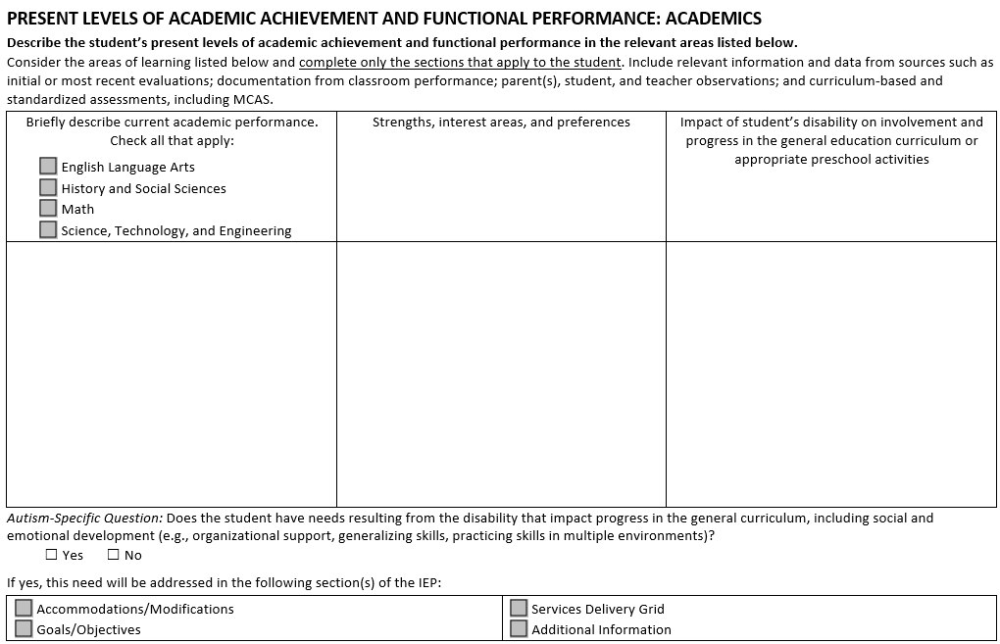 PRESENT LEVELS OF ACADEMIC ACHIEVEMENT AND FUNCTIONAL PERFORMANCE: ACADEMICS
Describe the student's present levels of academic achievement and functional performance in the relevant areas listed below.
Consider the areas of learning listed below and complete only the sections that apply to the student. Include relevant information and data from sources such as
initial or most recent evaluations; documentation from classroom performance; parent(s), student, and teacher observations; and curriculum-based and
standardized assessments, including MCAS.
Briefly describe current academic performance.
Check all that apply:
English Language Arts
History and Social Sciences
Math
Science, Technology, and Engineering
Strengths, interest areas, and preferences
Impact of student's disability on involvement and
progress in the general education curriculum or
appropriate preschool activities
Autism-Specific Question: Does the student have needs resulting from the disability that impact progress in the general curriculum, including social and
emotional development (e.g., organizational support, generalizing skills, practicing skills in multiple environments)?
☐ Yes ☐ No
If yes, this need will be addressed in the following section(s) of the IEP:
Accommodations/Modifications
Goals/Objectives
Services Delivery Grid
Additional Information